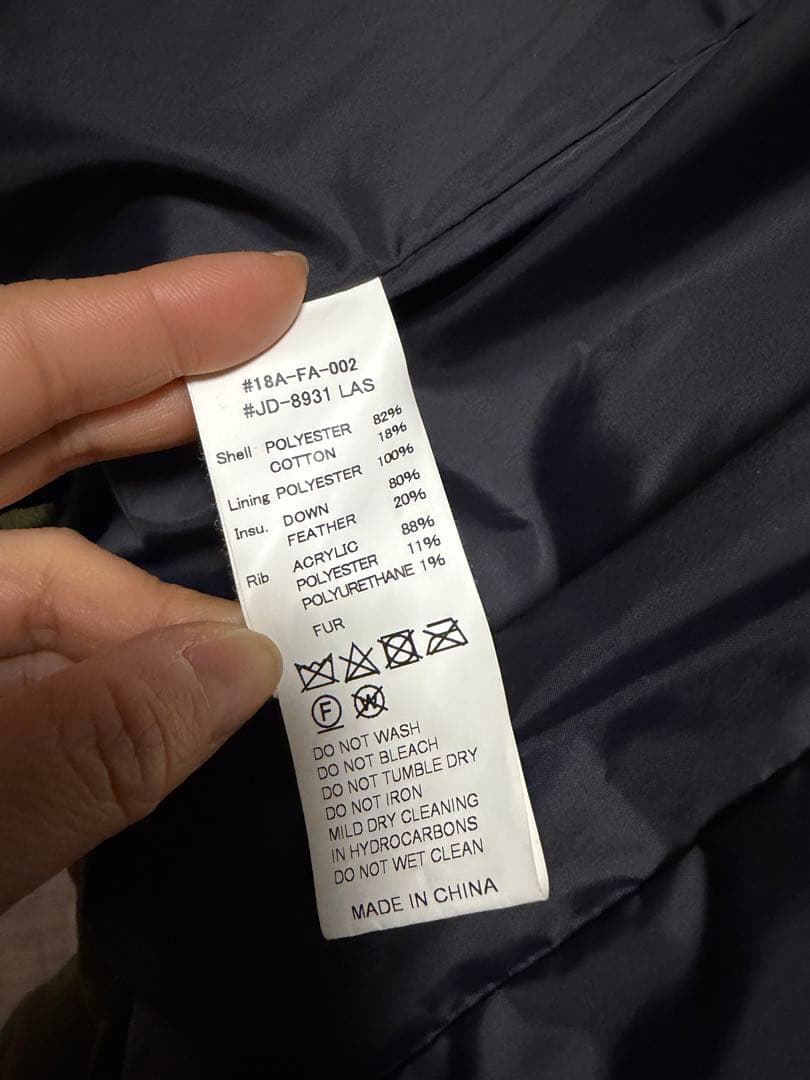 #18A-FA-002
#JD-8931 LAS
Shell POLYESTER 82%
COTTON 18%
Lining POLYESTER 100%
Insu. DOWN 80%
FEATHER 20%
Rib ACRYLIC 88%
POLYESTER 11%
POLYURETHANE 1%
FUR
F W
DO NOT WASH
DO NOT BLEACH
DO NOT TUMBLE DRY
DO NOT IRON
MILD DRY CLEANING
IN HYDROCARBONS
DO NOT WET CLEAN
MADE IN CHINA